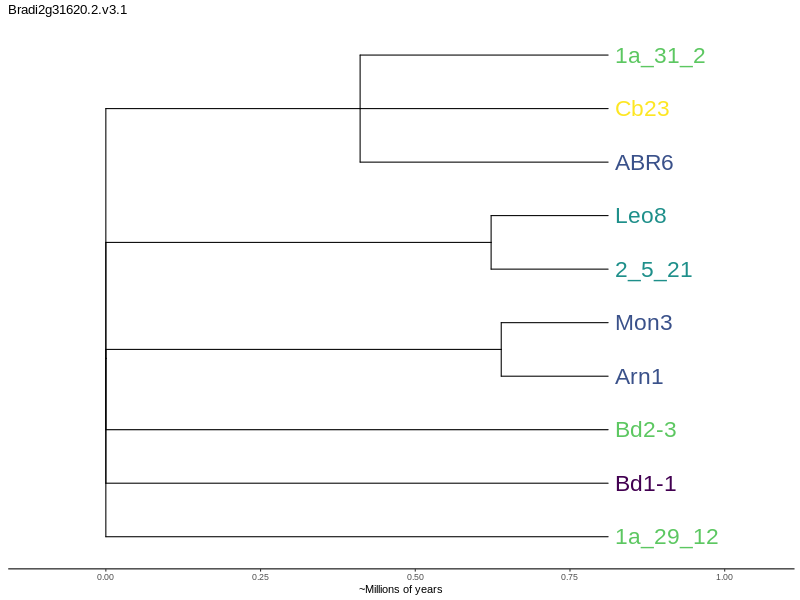 Bradi2g31620.2.v3.1
1a_31_2
Cb23
ABR6
Leo8
2_5_21
Mon3
Arn1
Bd2-3
Bd1-1
1a_29_12
0.00 0.25 0.50 0.75 1.00
~Millions of years